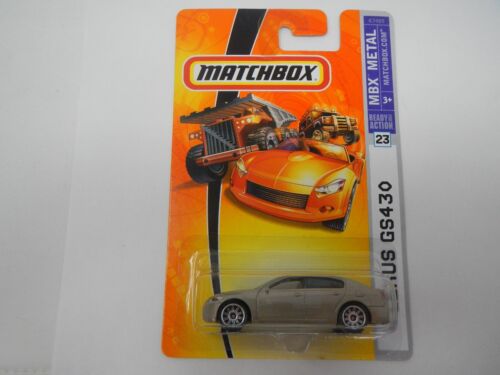 MATCHBOX
MBX METAL
MATCHBOX.COM
3+
READY FOR ACTION
23
US GS430